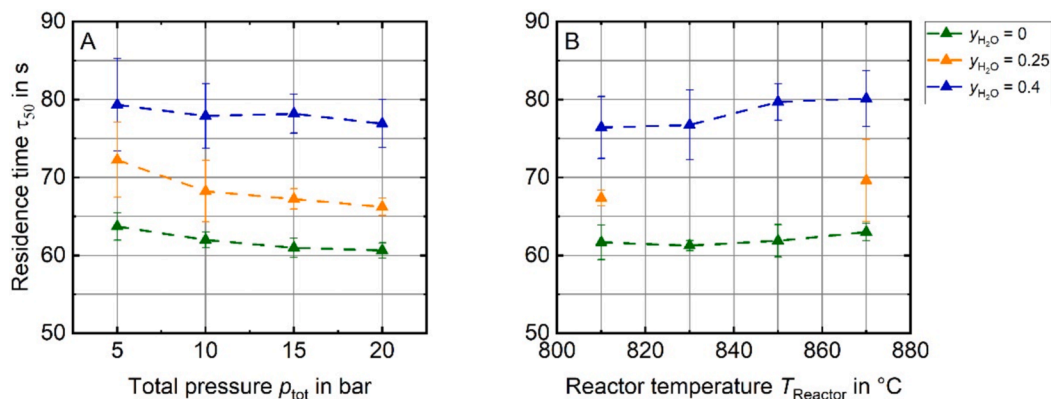 A
90
80
70
60
50
Residence time τ50 in s
5 10 15 20
Total pressure ptot in bar
B
90
80
70
60
50
800 820 840 860 880
Reactor temperature TReactor in °C
yH2O = 0
yH2O = 0.25
yH2O = 0.4